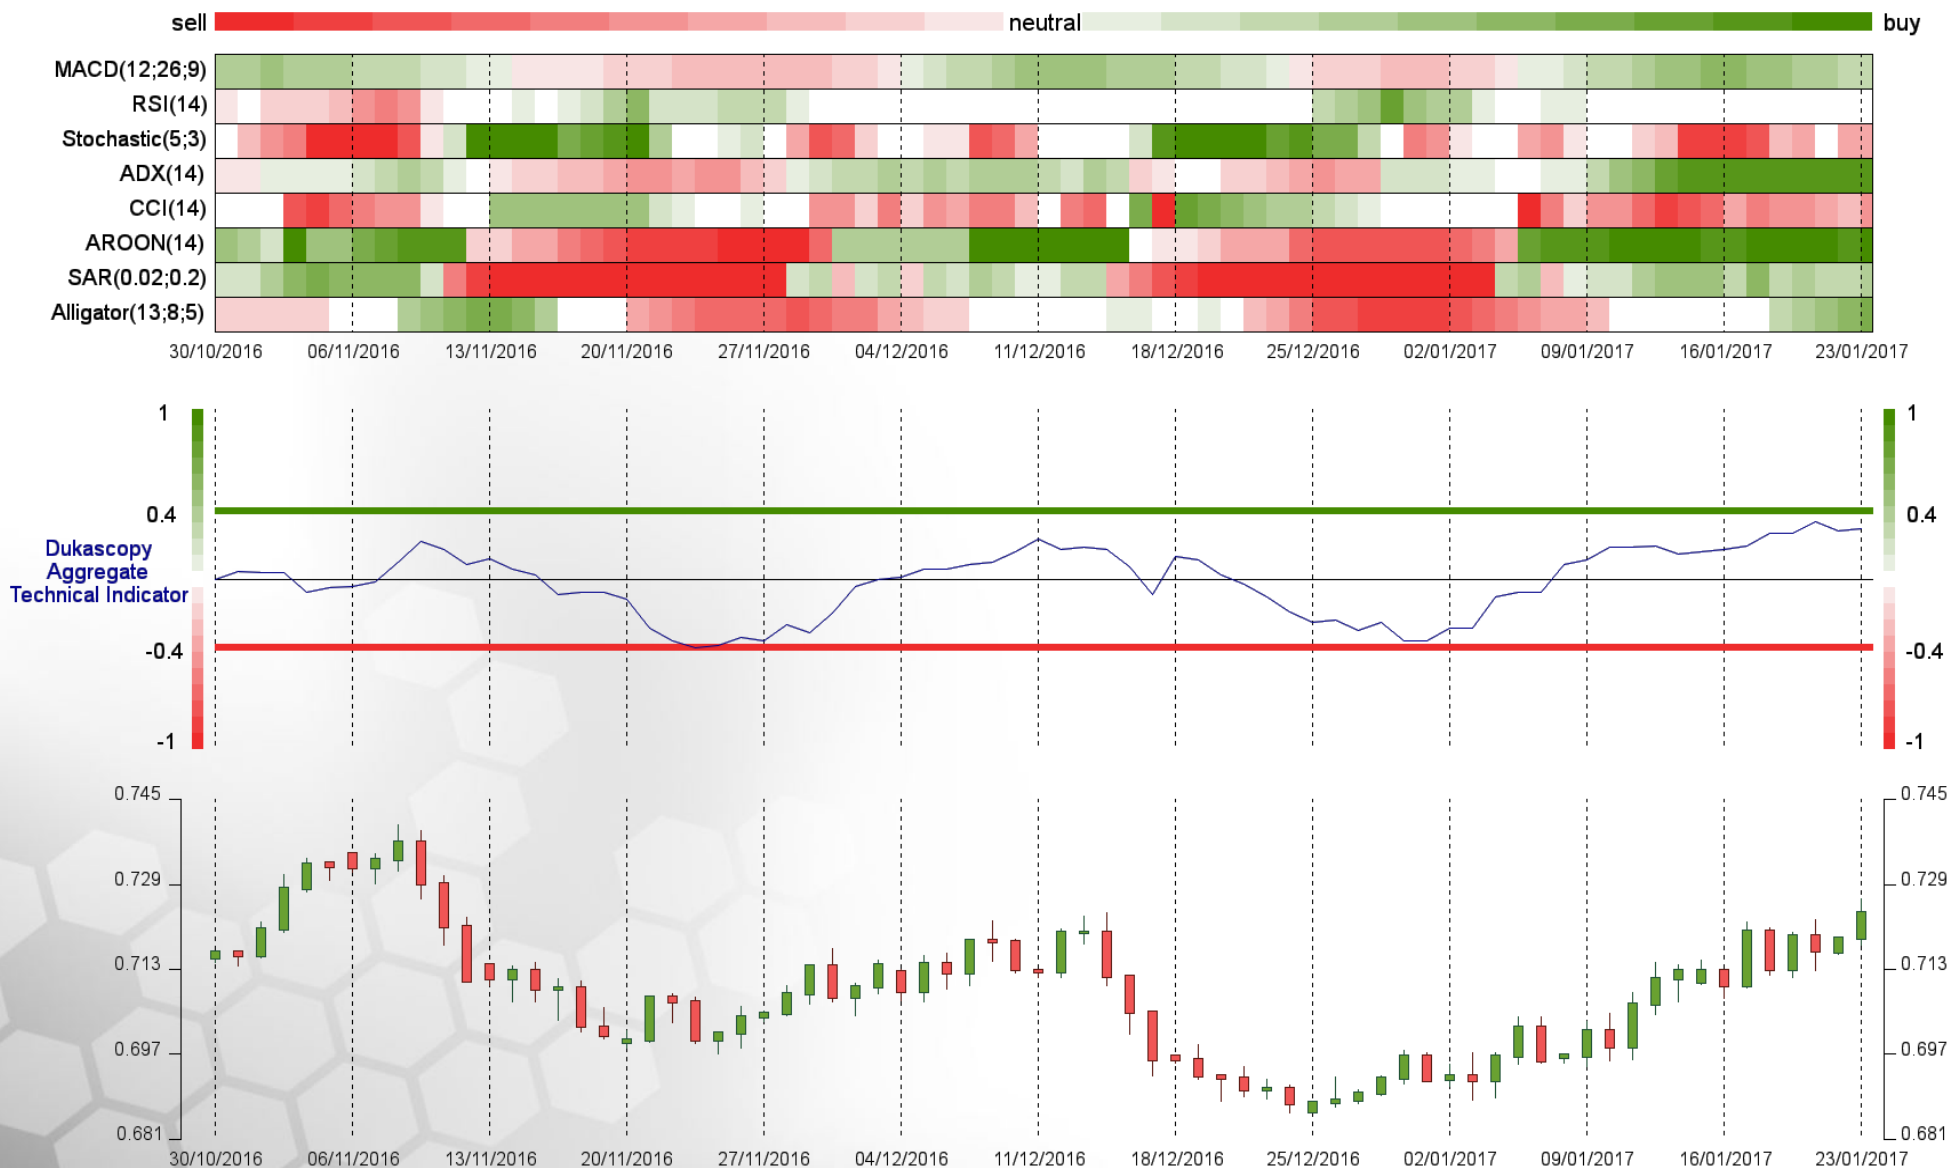 sell neutral buy
MACD(12;26;9)
RSI(14)
Stochastic(5;3)
ADX(14)
CCI(14)
AROON(14)
SAR(0.02;0.2)
Alligator(13;8;5)
30/10/2016 06/11/2016 13/11/2016 20/11/2016 27/11/2016 04/12/2016 11/12/2016 18/12/2016 25/12/2016 02/01/2017 09/01/2017 16/01/2017 23/01/2017
1 1
0.4 0.4
Dukascopy
Aggregate
Technical Indicator
-0.4 -0.4
-1 -1
0.745 0.745
0.729 0.729
0.713 0.713
0.697 0.697
0.681 0.681
30/10/2016 06/11/2016 13/11/2016 20/11/2016 27/11/2016 04/12/2016 11/12/2016 18/12/2016 25/12/2016 02/01/2017 09/01/2017 16/01/2017 23/01/2017